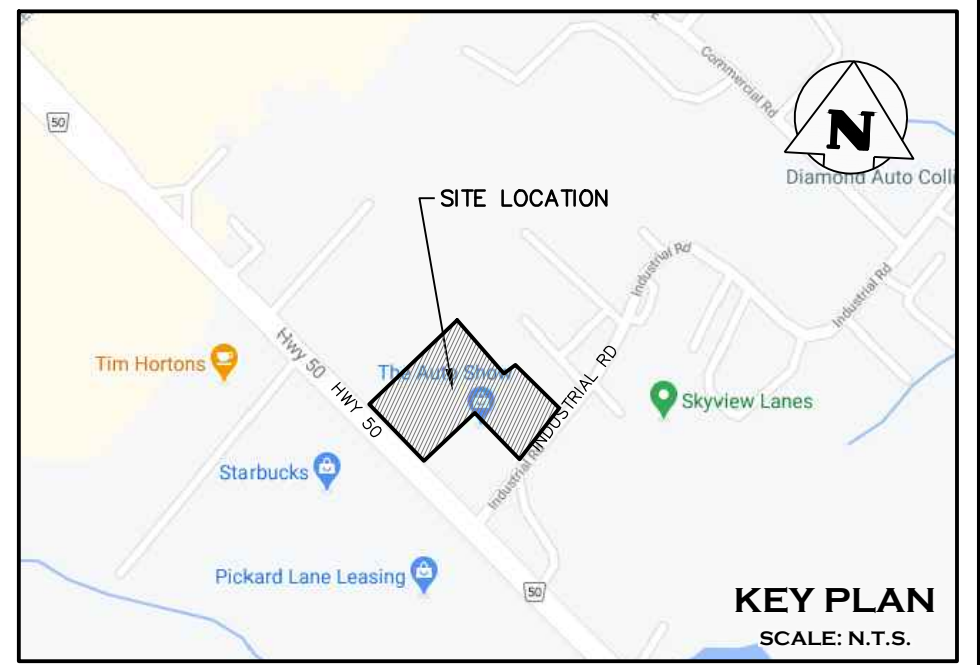 Commercial Rd
50
N
Diamond Auto Colli
SITE LOCATION
Industrial Rd
Industrial Rd
Hwy 50
Tim Hortons
The Auto Show
HWY 50
INDUSTRIAL RD
Skyview Lanes
Starbucks
Industrial Rd
Pickard Lane Leasing
50
KEY PLAN
SCALE: N.T.S.